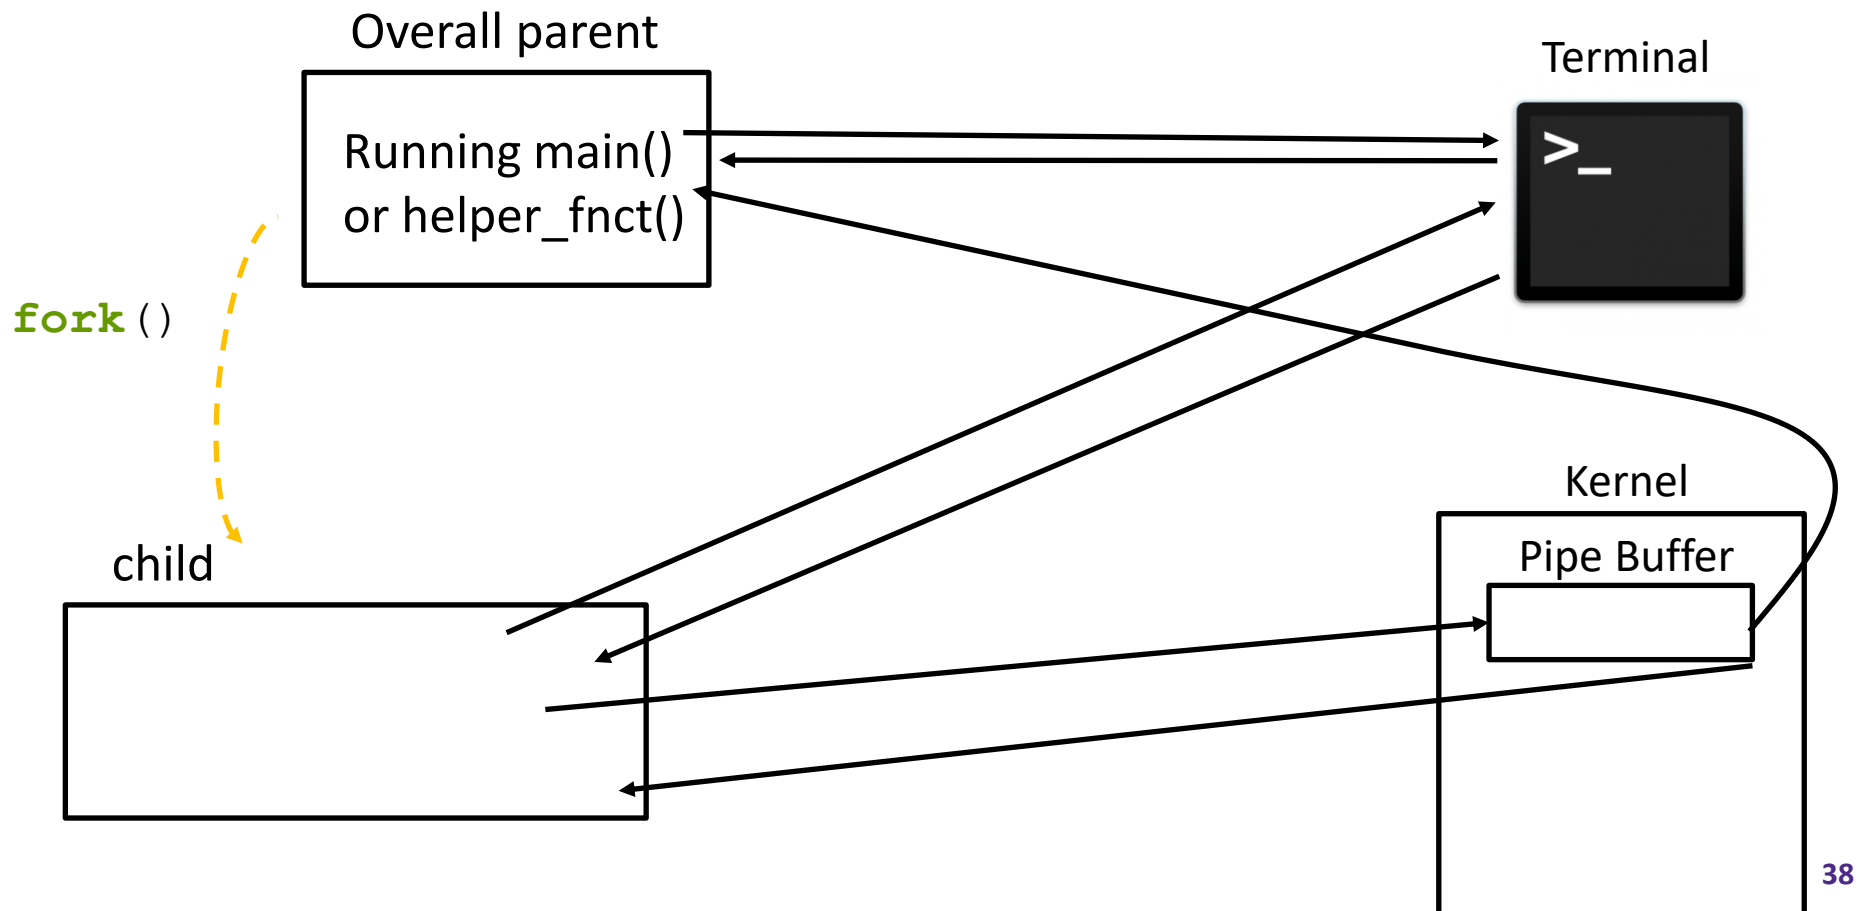 Overall parent
Terminal
Running main()
or helper_fnct()
>_
fork()
Kernel
Pipe Buffer
child
38